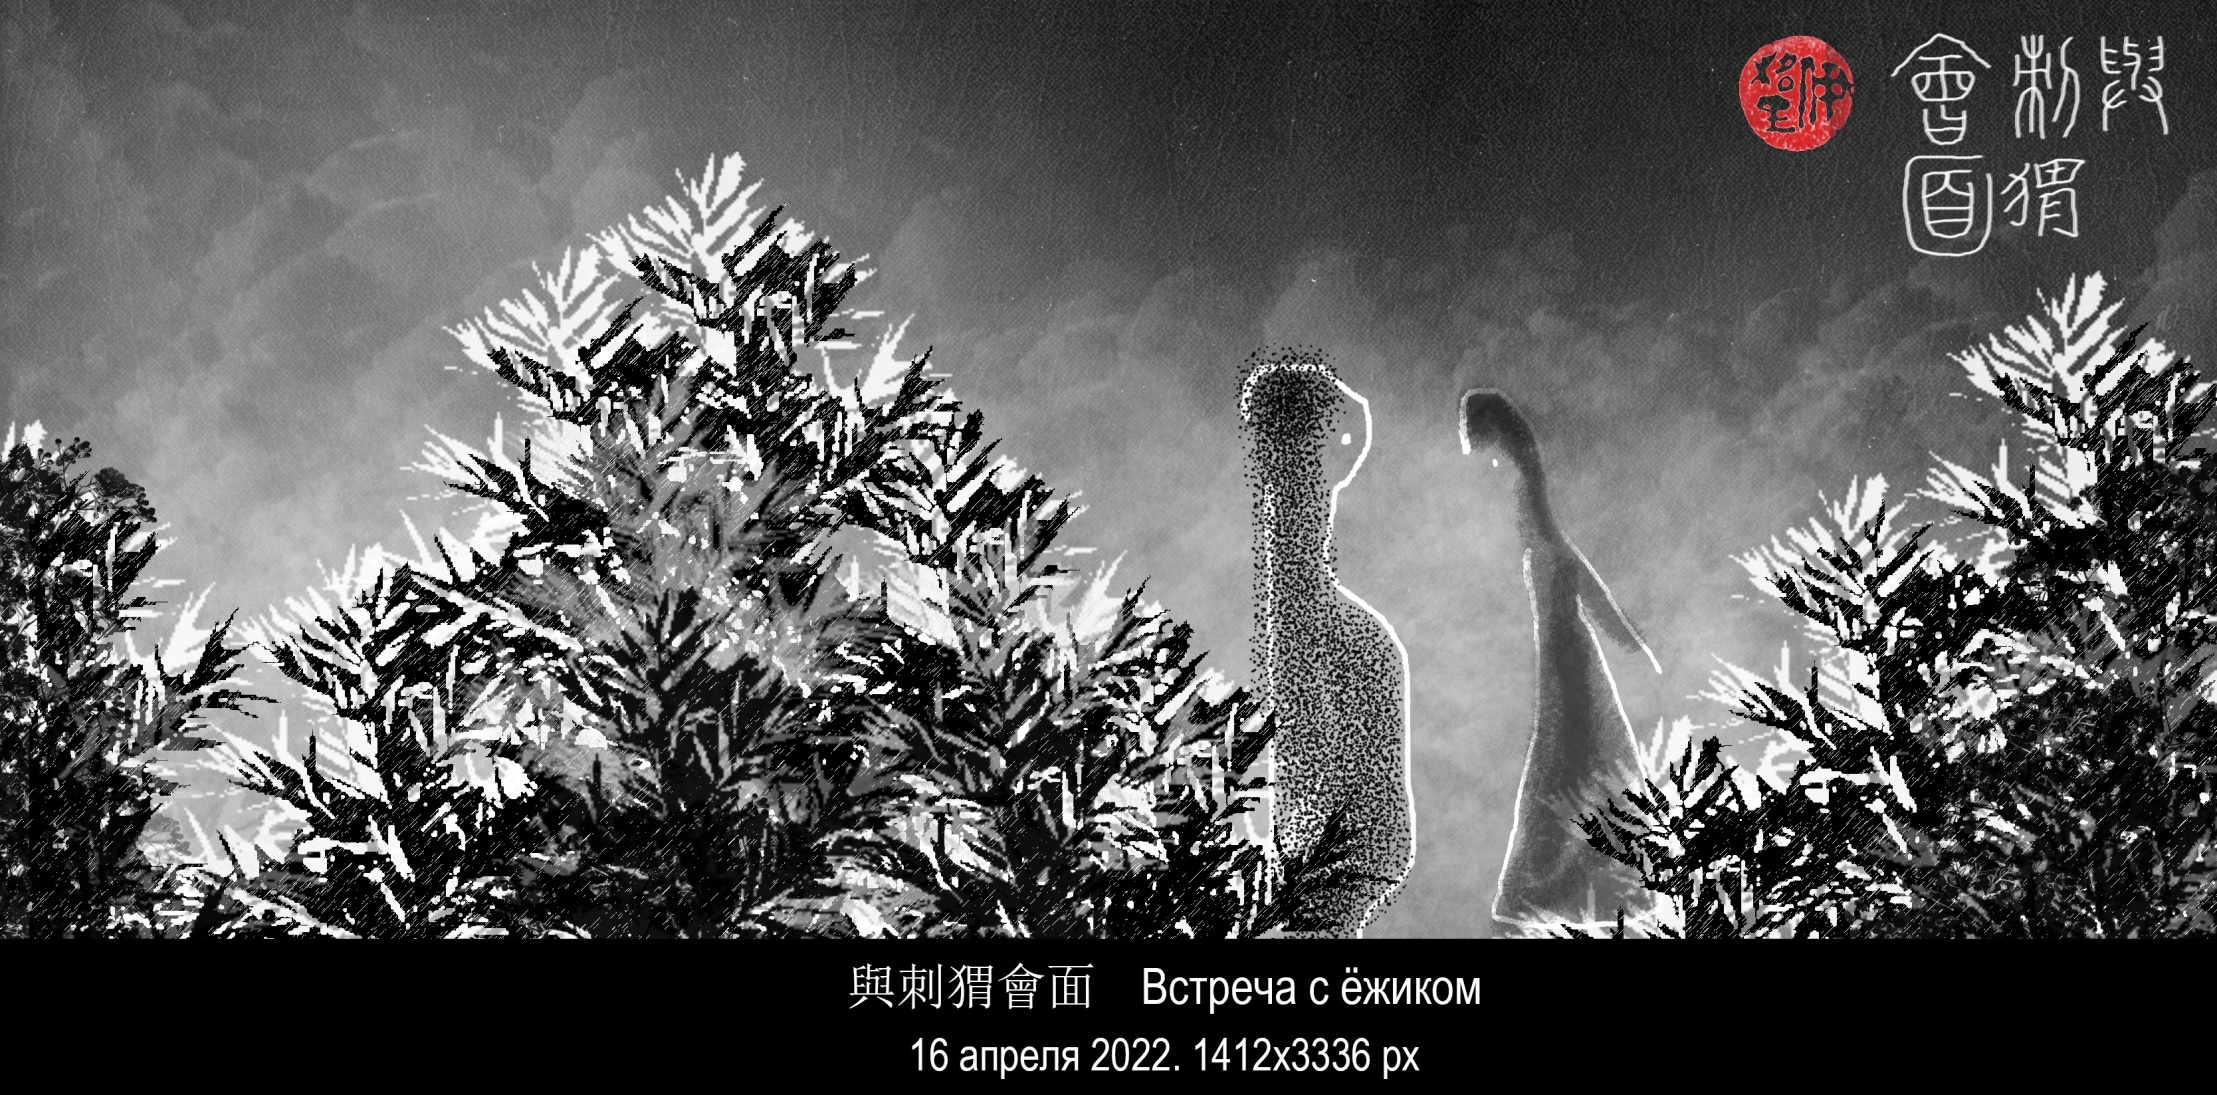 與
刺猬
會面
與刺猬會面 Встреча с ёжиком
16 апреля 2022. 1412x3336 px